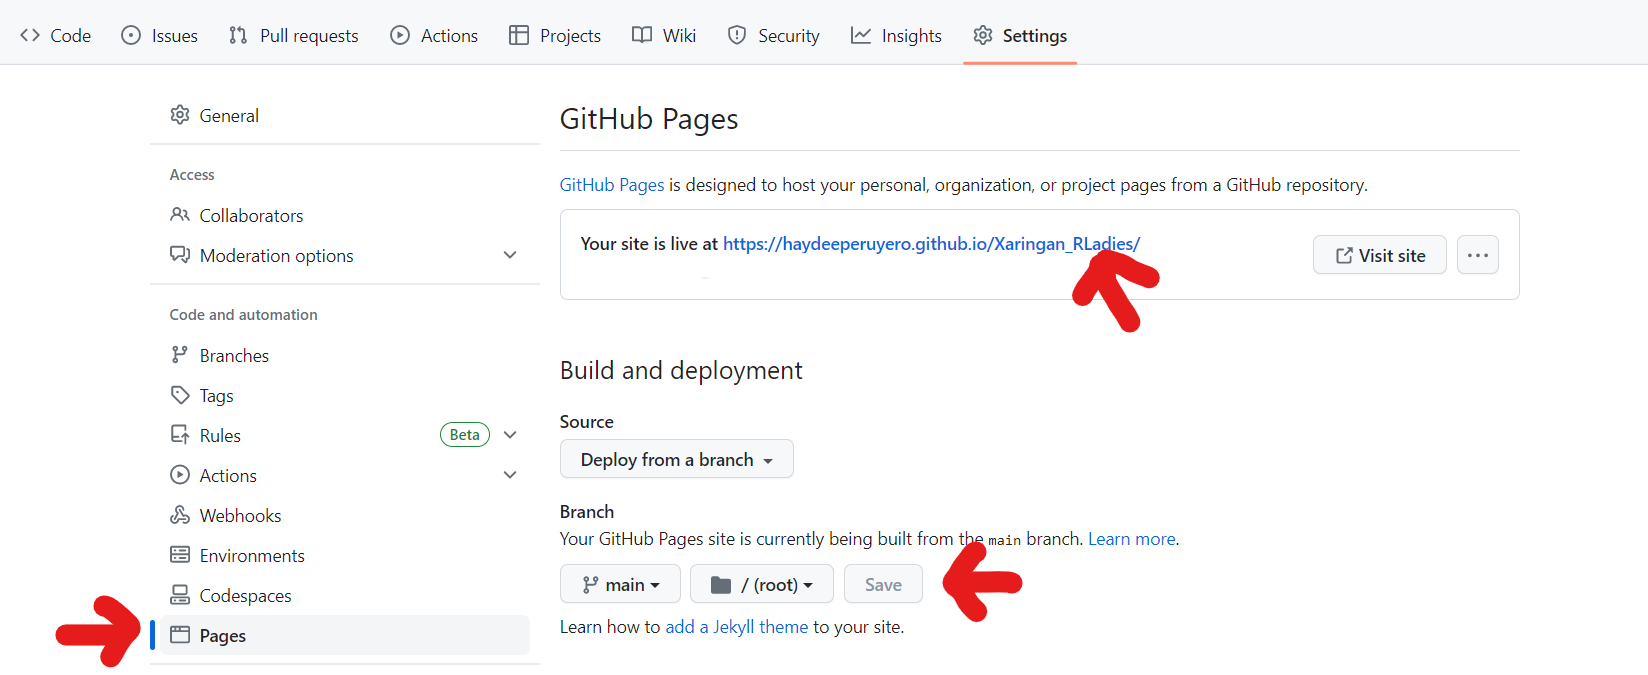 Code Issues Pull requests Actions Projects Wiki Security Insights Settings
General
Access
Collaborators
Moderation options
Code and automation
Branches
Tags
Rules Beta
Actions
Webhooks
Environments
Codespaces
Pages
GitHub Pages
GitHub Pages is designed to host your personal, organization, or project pages from a GitHub repository.
Your site is live at https://haydeeperuyero.github.io/Xaringan_RLadies/
Visit site
Build and deployment
Source
Deploy from a branch
Branch
Your GitHub Pages site is currently being built from the main branch. Learn more.
main / (root) Save
Learn how to add a Jekyll theme to your site.